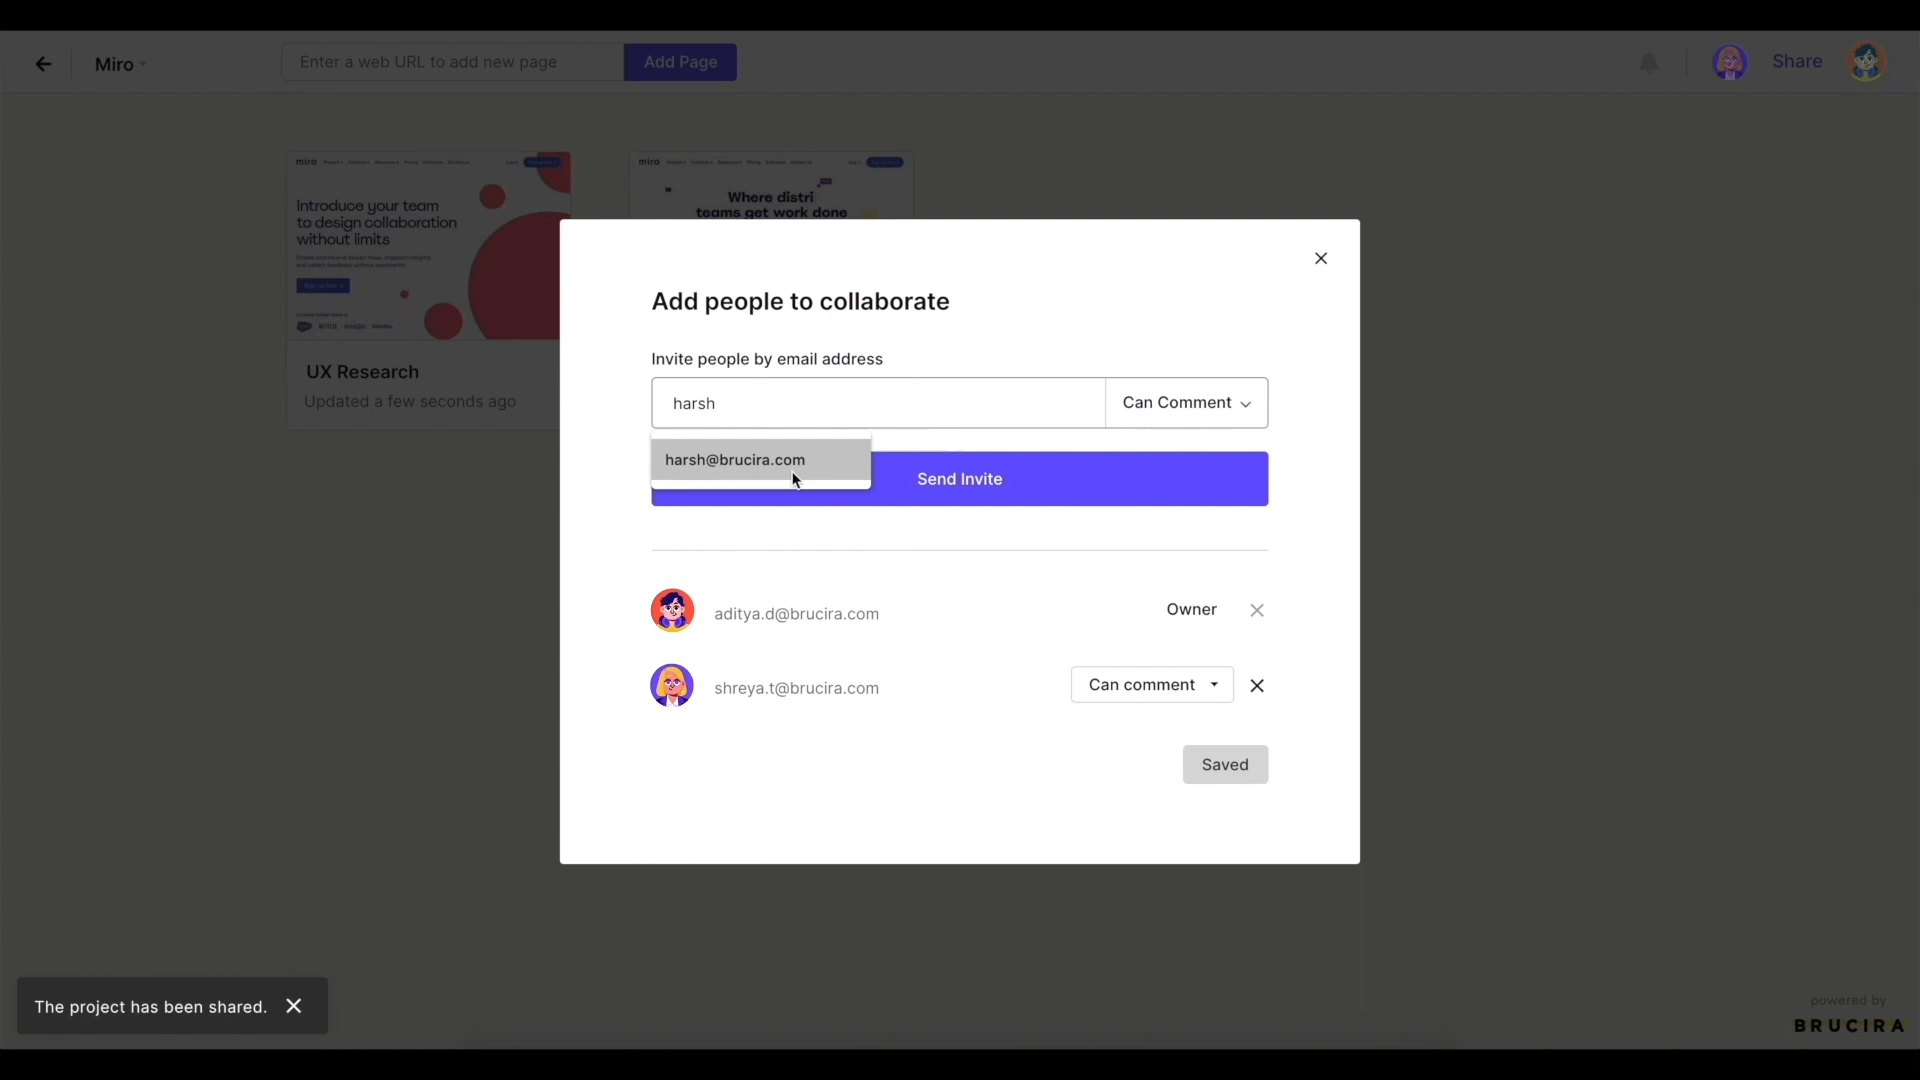 Miro
Enter a web URL to add new page
Add Page
Share
miro
Introduce your team
to design collaboration
without limits
UX Research
Updated a few seconds ago
miro
Where distri
teams get work done
Add people to collaborate
Invite people by email address
harsh
Can Comment
harsh@brucira.com
Send Invite
aditya.d@brucira.com
Owner
shreya.t@brucira.com
Can comment
Saved
The project has been shared.
powered by
BRUCIRA